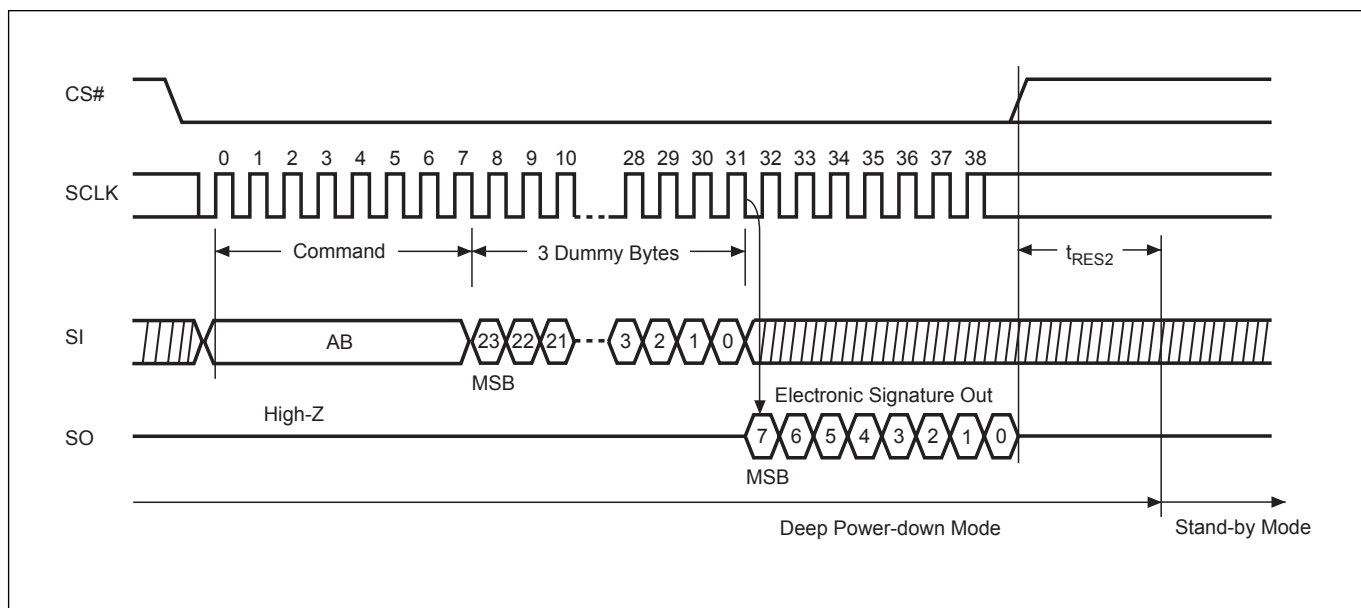 CS#
0 1 2 3 4 5 6 7 8 9 10 28 29 30 31 32 33 34 35 36 37 38
SCLK
Command
3 Dummy Bytes
tRES2
SI
AB
23 22 21 3 2 1 0
MSB
Electronic Signature Out
High-Z
SO
7 6 5 4 3 2 1 0
MSB
Deep Power-down Mode
Stand-by Mode